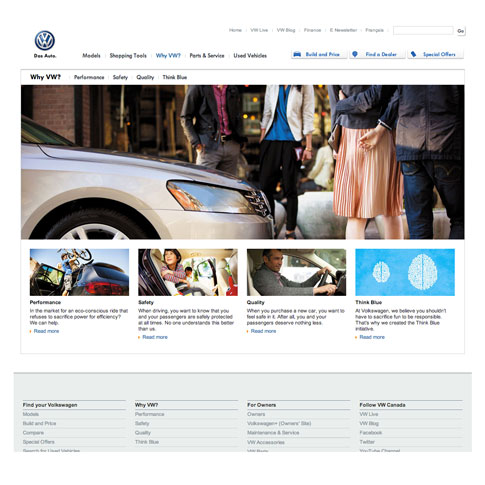 Home VW Live VW Blog Finance E Newsletter Français Go
Das Auto.
Models Shopping Tools Why VW? Parts & Service Used Vehicles Build and Price Find a Dealer Special Offers
Why VW? Performance Safety Quality Think Blue
Performance
In the market for an eco-conscious ride that
refuses to sacrifice power for efficiency?
We can help.
Read more
Safety
When driving, you want to know that you
and your passengers are safely protected
at all times. No one understands this better
than us.
Read more
Quality
When you purchase a new car, you want to
feel safe in it. After all, you and your
passengers deserve nothing less.
Read more
Think Blue
At Volkswagen, we believe you shouldn't
have to sacrifice fun to be responsible.
That's why we created the Think Blue
initiative.
Read more
Find your Volkswagen
Models
Build and Price
Compare
Special Offers
Search for Used Vehicles
Why VW?
Performance
Safety
Quality
Think Blue
For Owners
Owners
Volkswagen+ (Owners' Site)
Maintenance & Service
VW Accessories
Follow VW Canada
VW Live
VW Blog
Facebook
Twitter
YouTube Channel